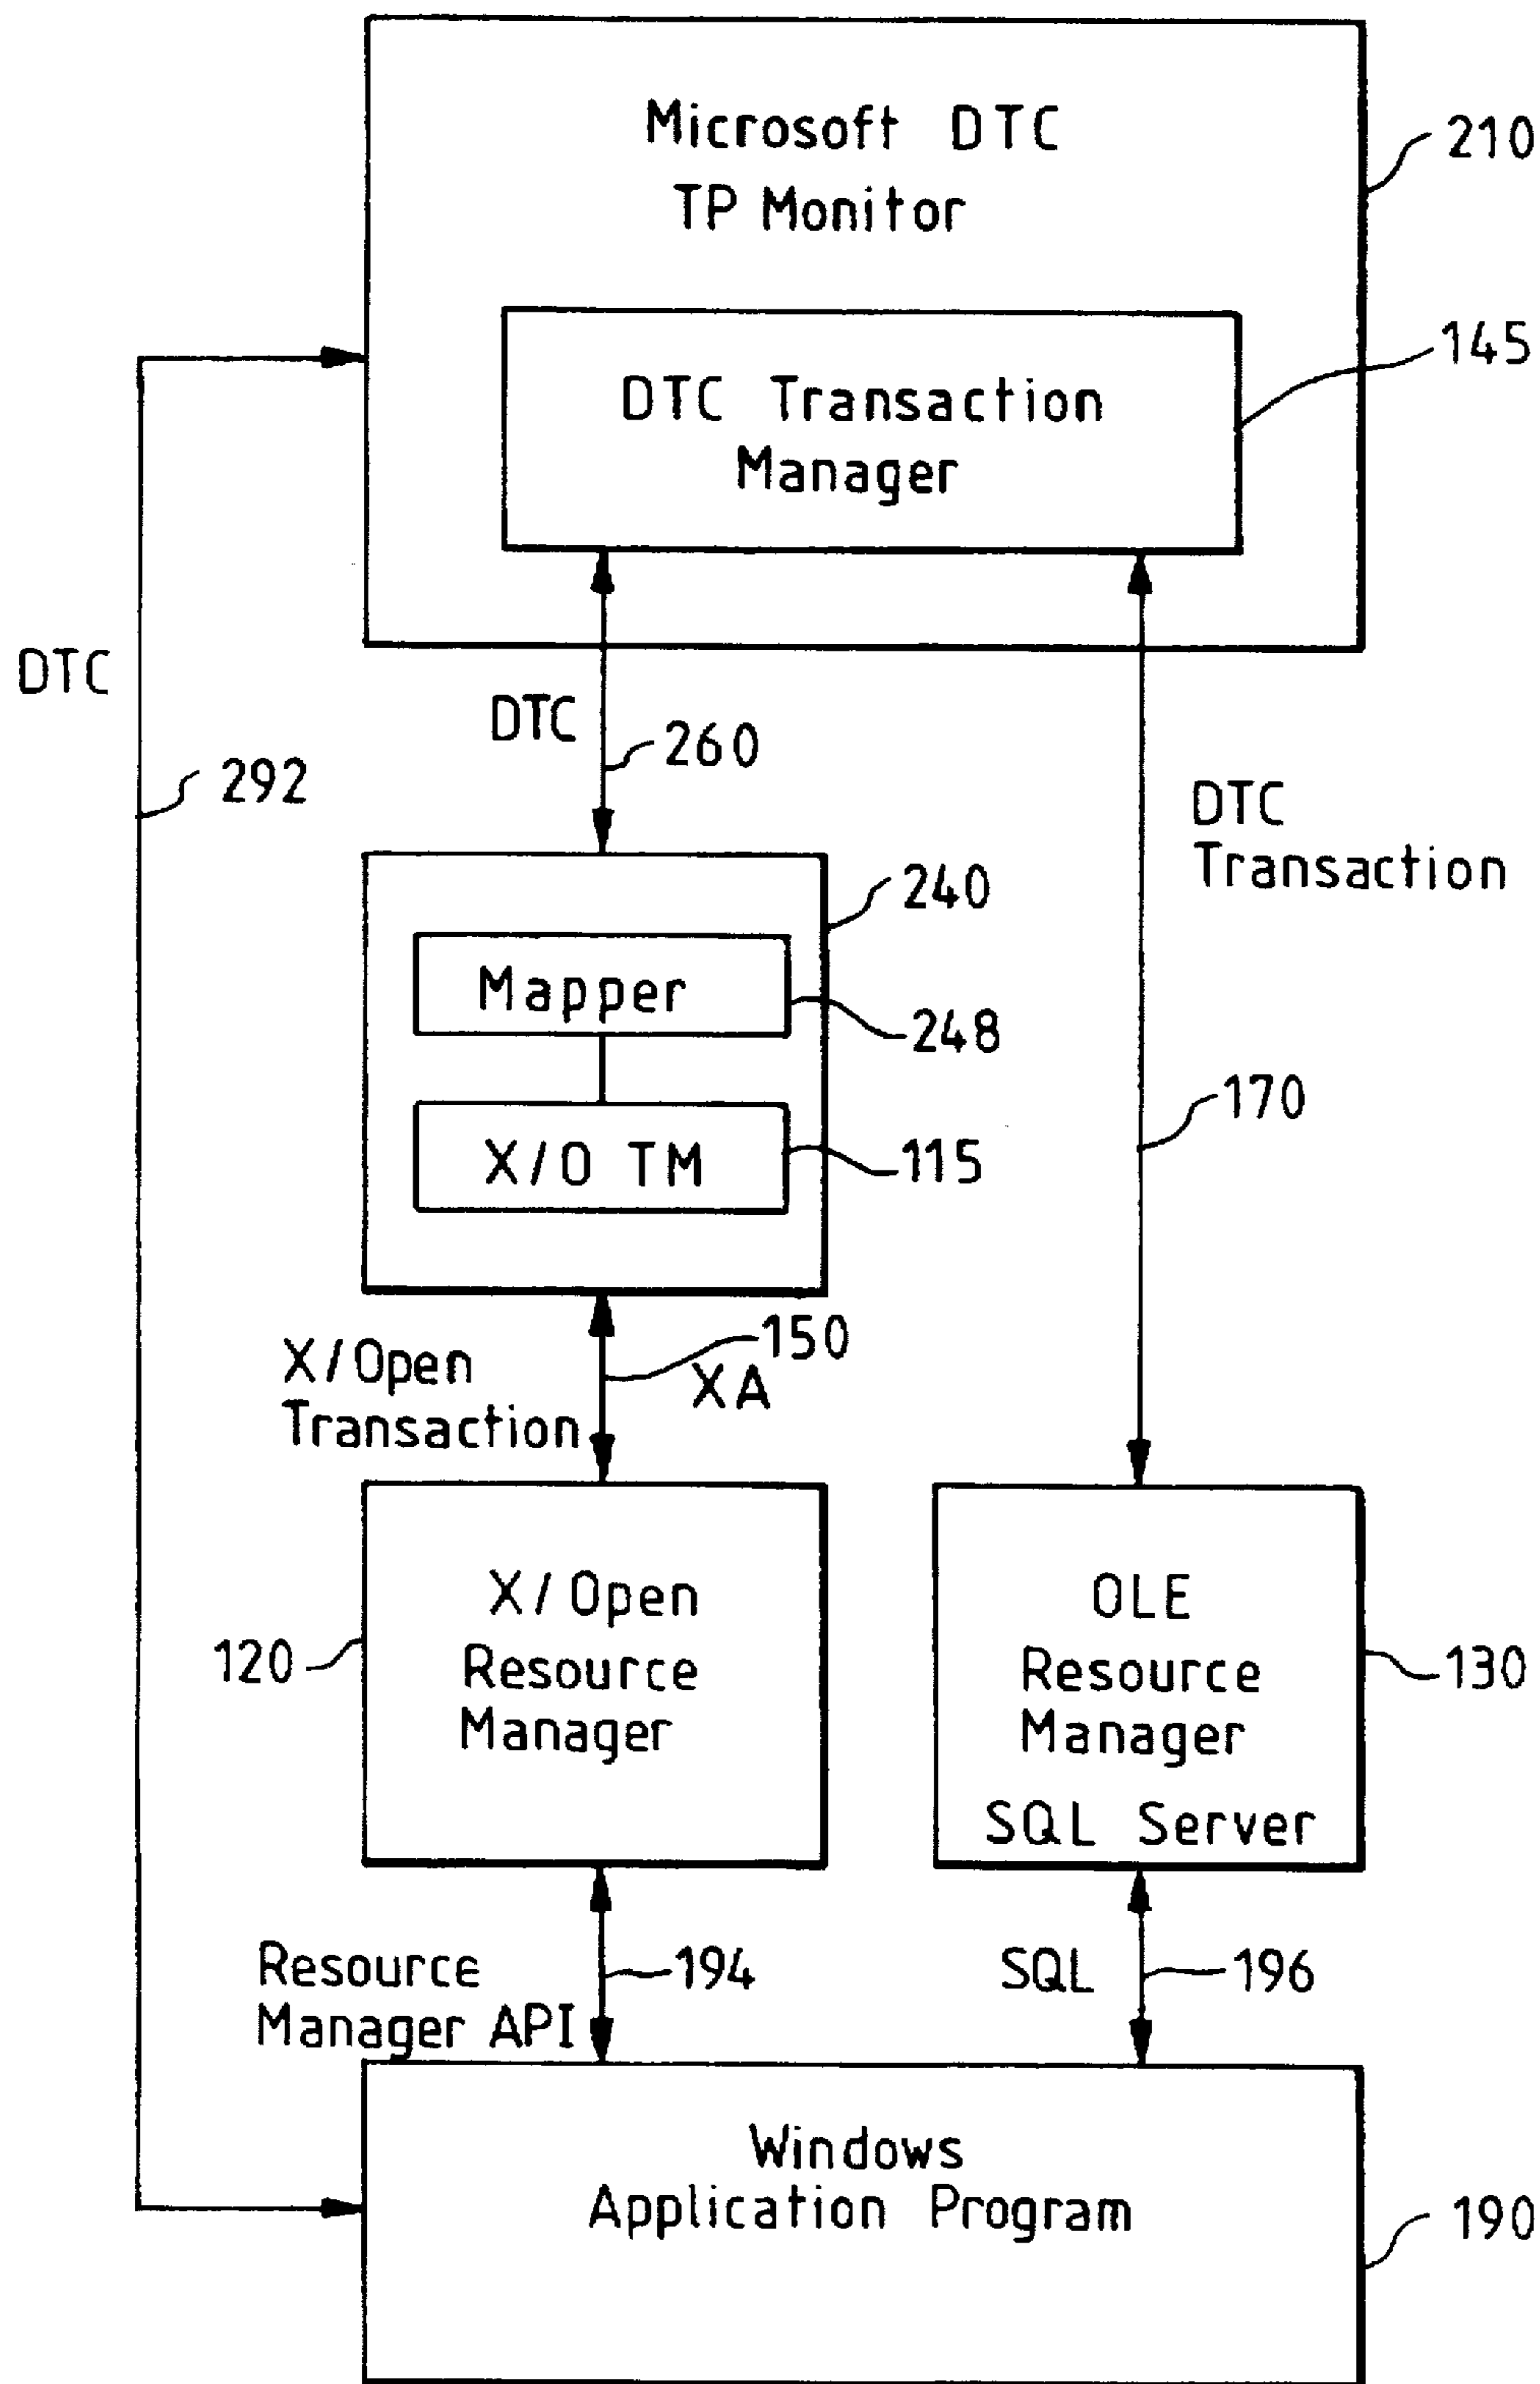 Microsoft DTC
TP Monitor
210
DTC Transaction
Manager
145
DTC
DTC
260
292
DTC
Transaction
240
Mapper
248
X/O TM
115
170
X/Open
Transaction
150
XA
X/Open
Resource
Manager
120
OLE
Resource
Manager
SQL Server
130
Resource
Manager API
194
SQL
196
Windows
Application Program
190